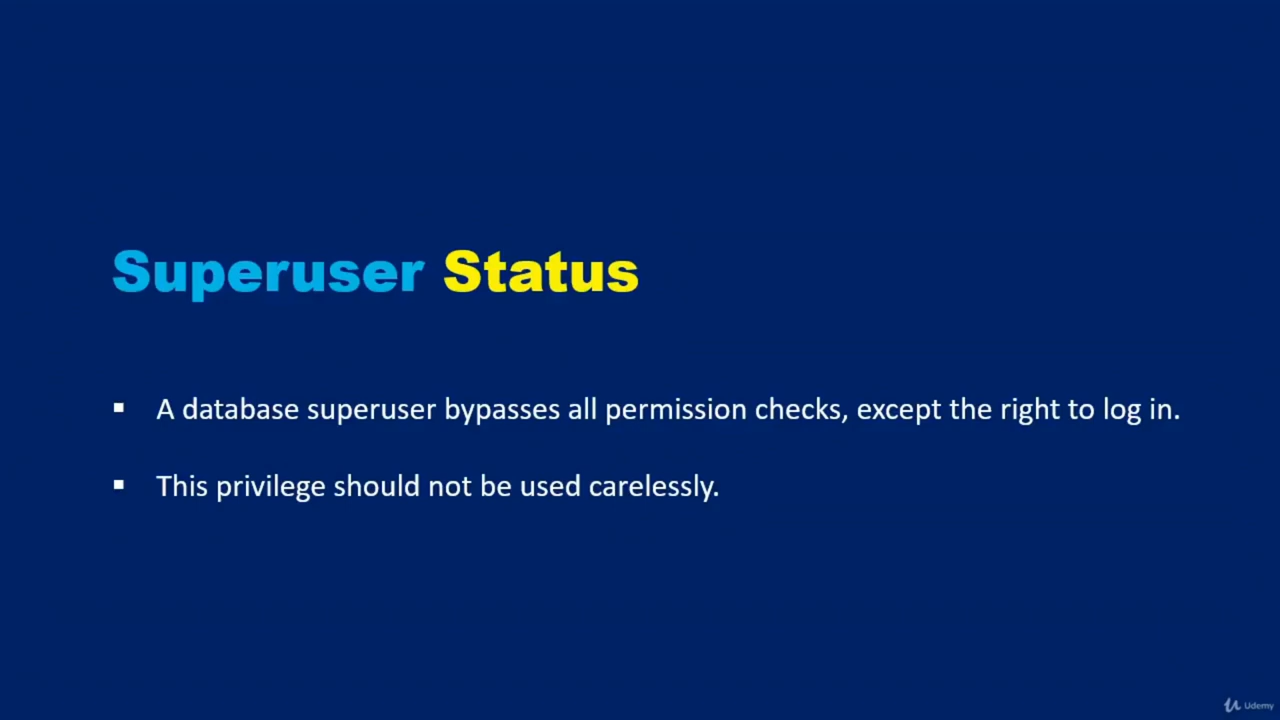 Superuser Status
▪ A database superuser bypasses all permission checks, except the right to log in.
▪ This privilege should not be used carelessly.
Udemy